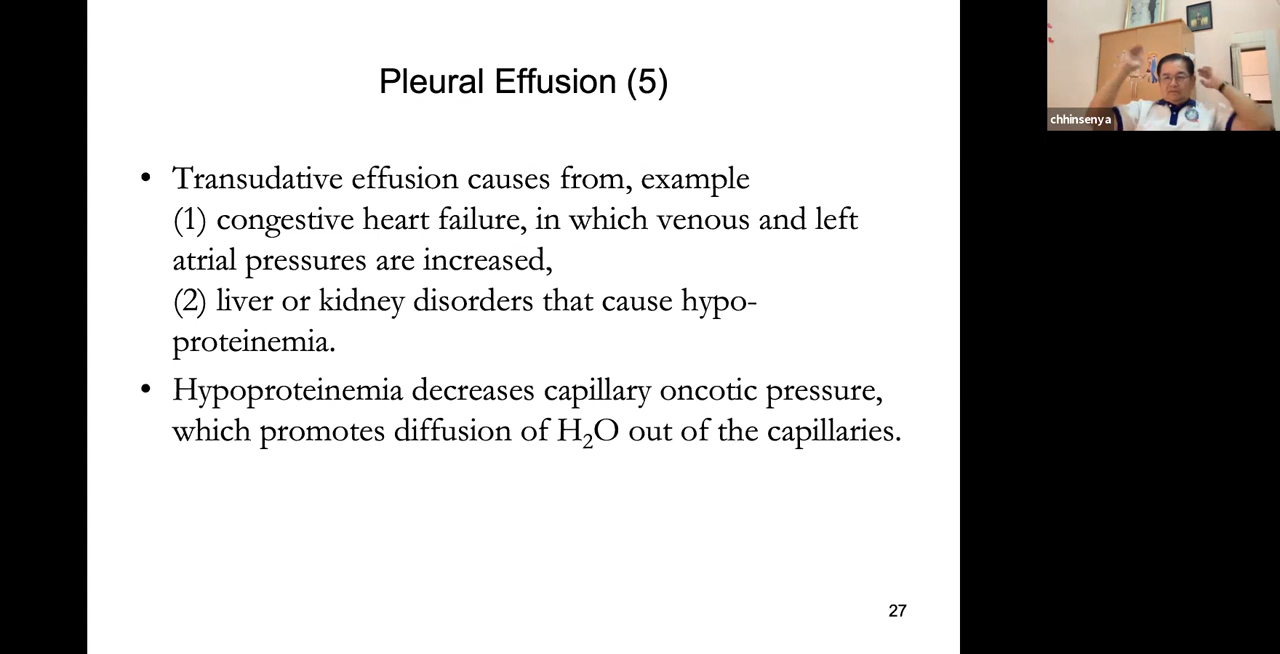 Pleural Effusion (5)
• Transudative effusion causes from, example
(1) congestive heart failure, in which venous and left
atrial pressures are increased,
(2) liver or kidney disorders that cause hypo-
proteinemia.
• Hypoproteinemia decreases capillary oncotic pressure,
which promotes diffusion of H₂O out of the capillaries.
27
chhinsenya